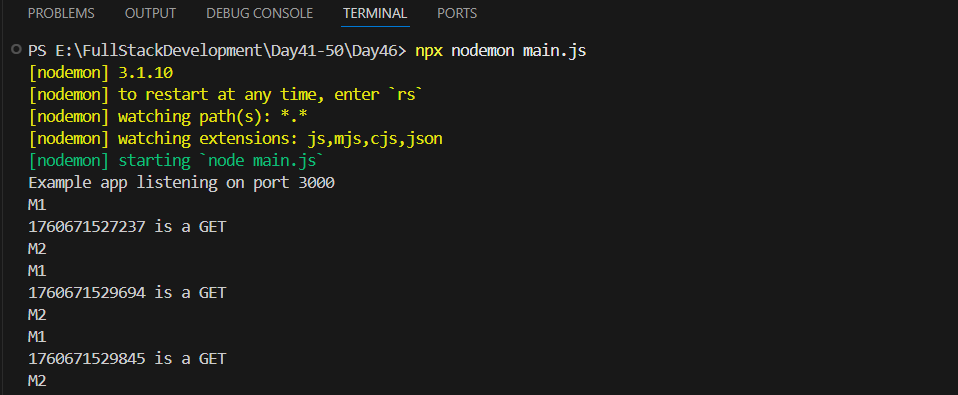 PROBLEMS OUTPUT DEBUG CONSOLE TERMINAL PORTS
PS E:\FullStackDevelopment\Day41-50\Day46> npx nodemon main.js
[nodemon] 3.1.10
[nodemon] to restart at any time, enter `rs`
[nodemon] watching path(s): *.*
[nodemon] watching extensions: js,mjs,cjs,json
[nodemon] starting `node main.js`
Example app listening on port 3000
M1
1760671527237 is a GET
M2
M1
1760671529694 is a GET
M2
M1
1760671529845 is a GET
M2